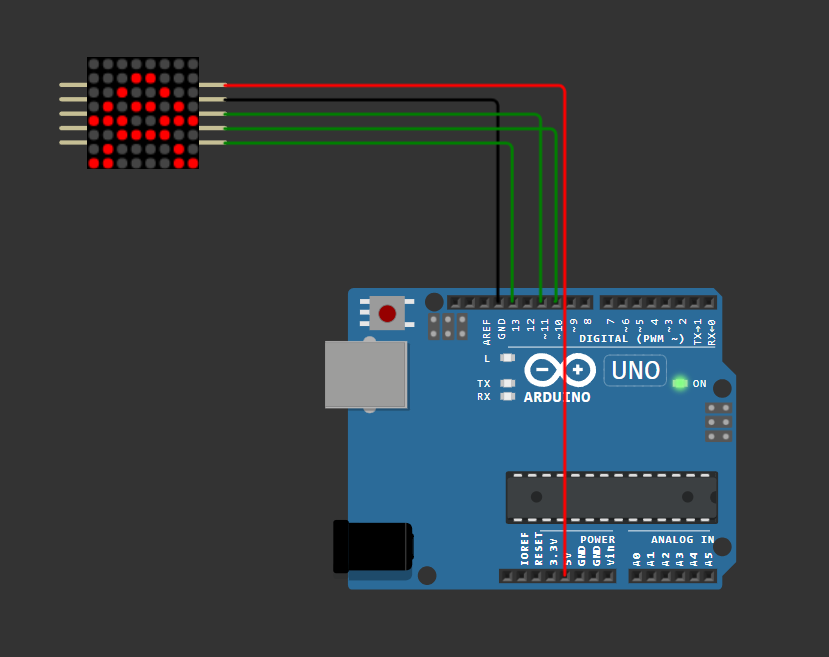 AREF
GND
13
12
~11
~10
~9
8
7
~6
~5
4
~3
2
TX→1
RX←0
DIGITAL (PWM ~)
L
TX
RX
UNO
ON
ARDUINO
POWER
ANALOG IN
IOREF
RESET
3.3V
5V
GND
GND
Vin
A0
A1
A2
A3
A4
A5